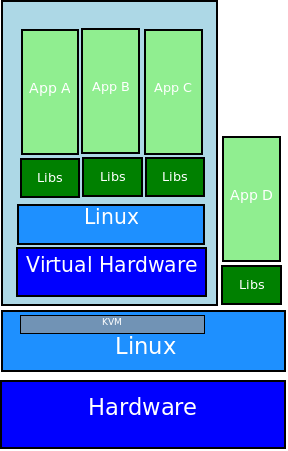 App A
App B
App C
Libs
Libs
Libs
App D
Linux
Virtual Hardware
Libs
KVM
Linux
Hardware